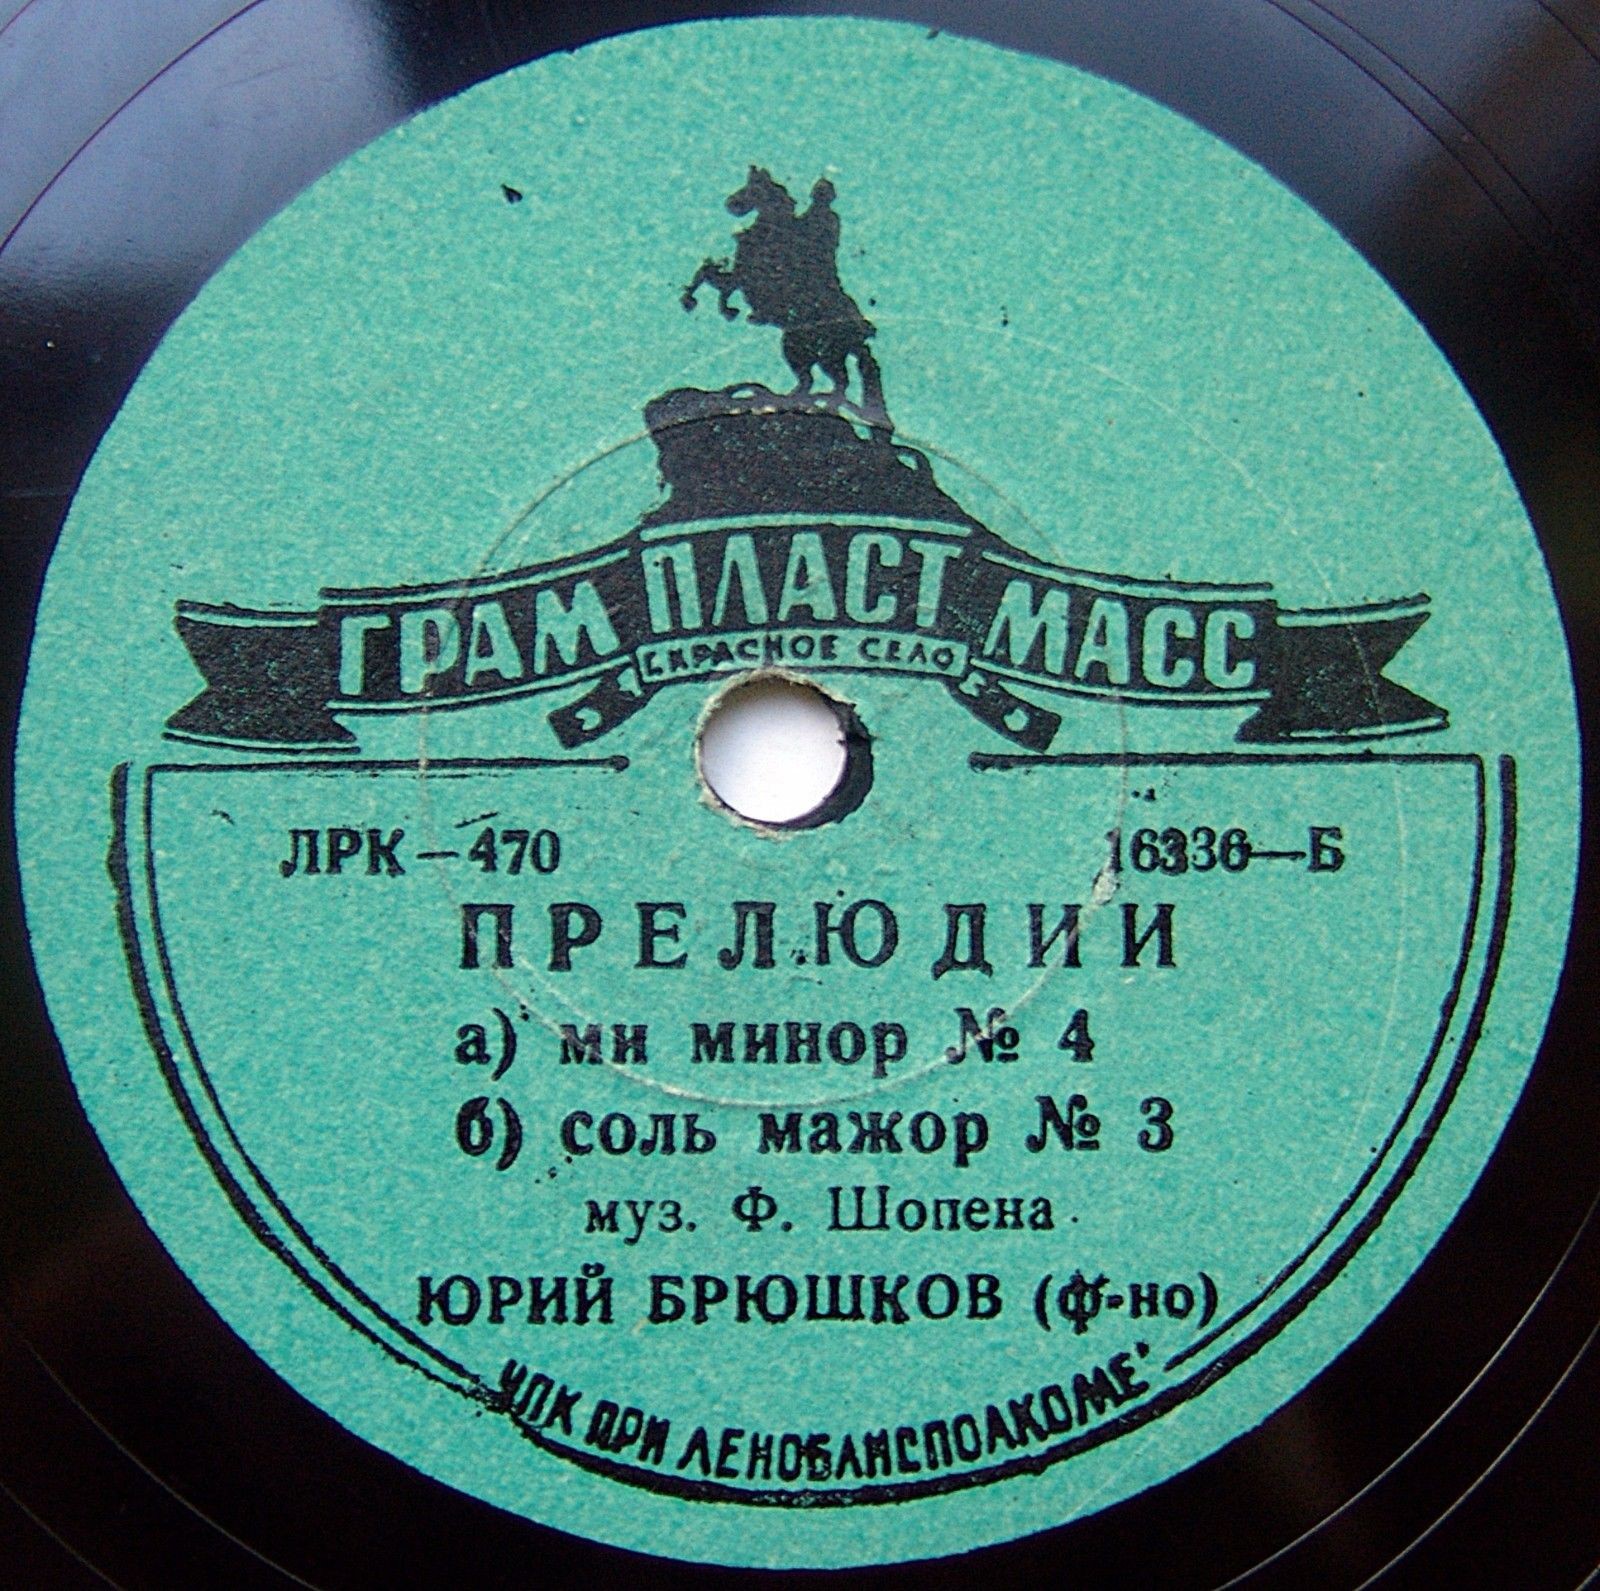 ГРАМ ПЛАСТ МАСС
Г. КРАСНОЕ СЕЛО
ЛРК-470 16336-Б
ПРЕЛЮДИИ
а) ми минор № 4
б) соль мажор № 3
муз. Ф. Шопена
ЮРИЙ БРЮШКОВ (ф-но)
УПК ПРИ ЛЕНОБЛИСПОЛКОМЕ